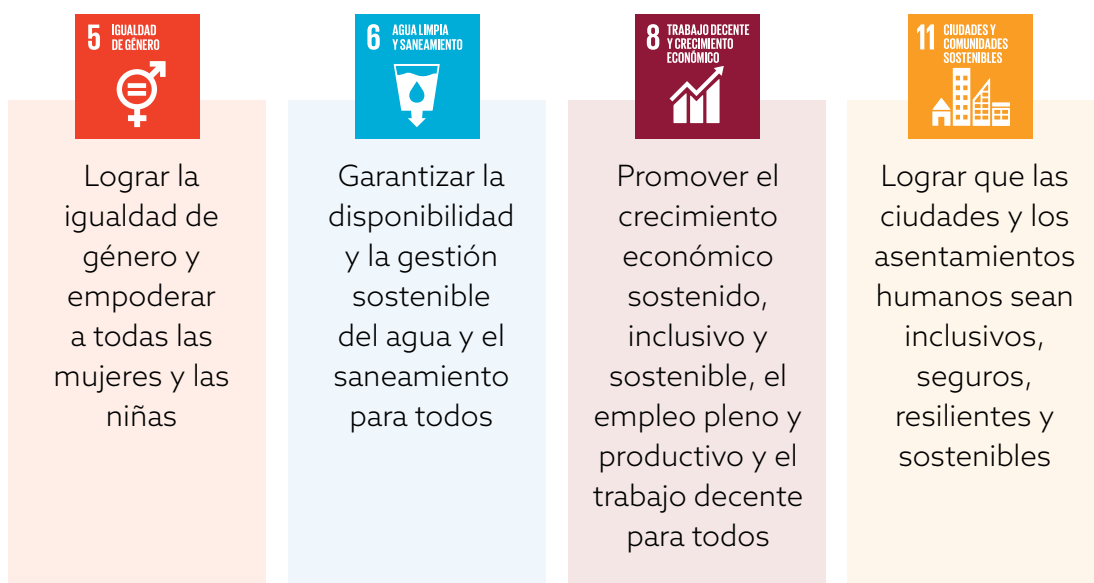 5 IGUALDAD
DE GÉNERO
Lograr la
igualdad de
género y
empoderar
a todas las
mujeres y las
niñas
6 AGUA LIMPIA
Y SANEAMIENTO
Garantizar la
disponibilidad
y la gestión
sostenible
del agua y el
saneamiento
para todos
8 TRABAJO DECENTE
Y CRECIMIENTO
ECONÓMICO
Promover el
crecimiento
económico
sostenido,
inclusivo y
sostenible, el
empleo pleno y
productivo y el
trabajo decente
para todos
11 CIUDADES Y
COMUNIDADES
SOSTENIBLES
Lograr que las
ciudades y los
asentamientos
humanos sean
inclusivos,
seguros,
resilientes y
sostenibles